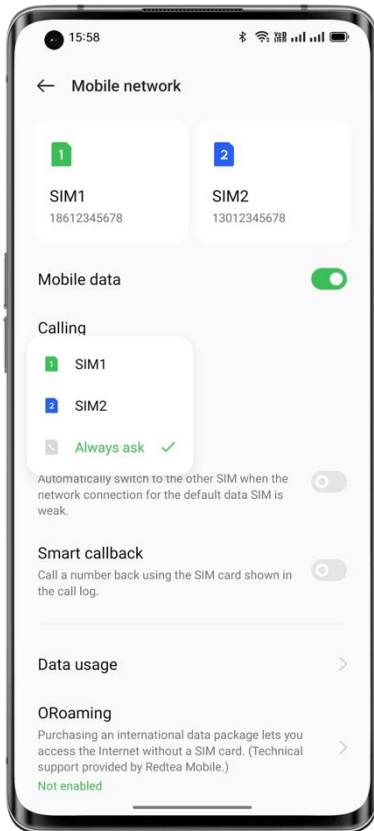 15:58
Mobile network
1
2
SIM1
SIM2
18612345678
13012345678
Mobile data
Calling
1 SIM1
2 SIM2
Always ask
Automatically switch to the other SIM when the
network connection for the default data SIM is
weak.
Smart callback
Call a number back using the SIM card shown in
the call log.
Data usage
ORoaming
Purchasing an international data package lets you
access the Internet without a SIM card. (Technical
support provided by Redtea Mobile.)
Not enabled